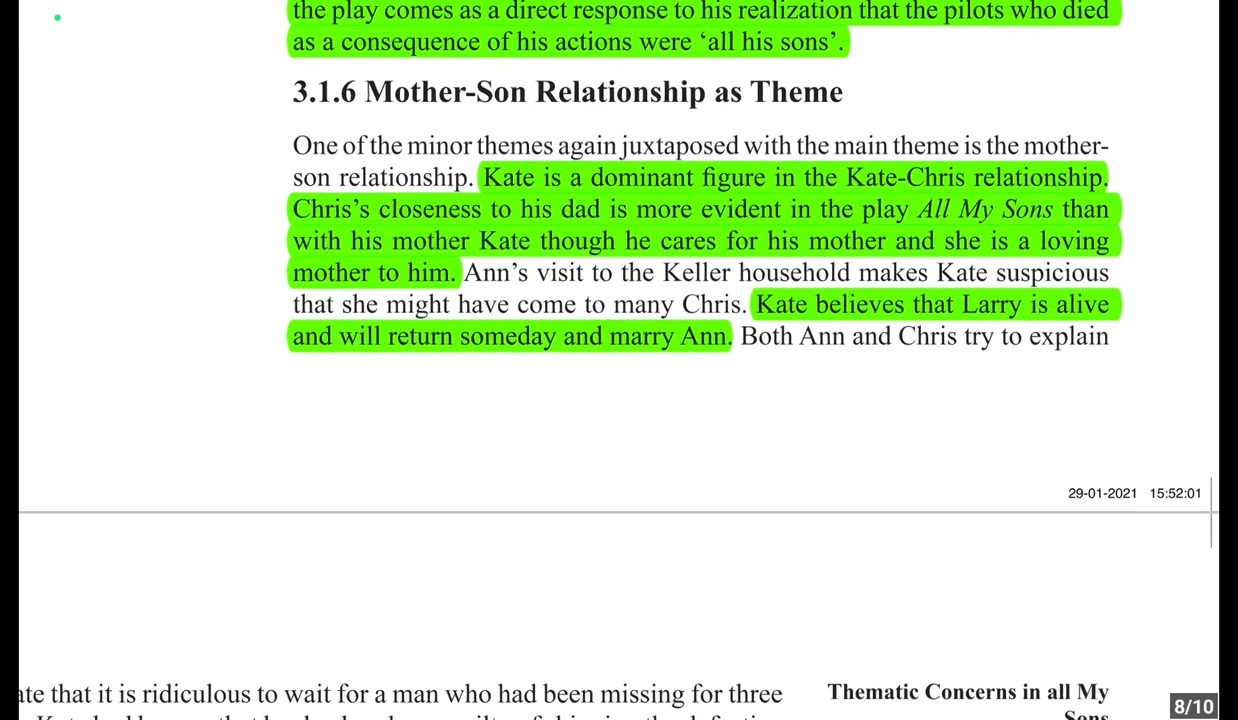 the play comes as a direct response to his realization that the pilots who died
as a consequence of his actions were ‘all his sons’.
3.1.6 Mother-Son Relationship as Theme
One of the minor themes again juxtaposed with the main theme is the mother-
son relationship. Kate is a dominant figure in the Kate-Chris relationship.
Chris’s closeness to his dad is more evident in the play All My Sons than
with his mother Kate though he cares for his mother and she is a loving
mother to him. Ann’s visit to the Keller household makes Kate suspicious
that she might have come to many Chris. Kate believes that Larry is alive
and will return someday and marry Ann. Both Ann and Chris try to explain
29-01-2021 15:52:01
that it is ridiculous to wait for a man who had been missing for three
Thematic Concerns in all My
Sons
8/10